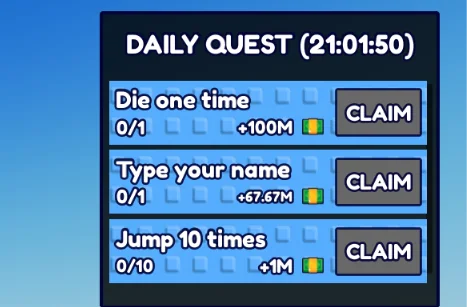 DAILY QUEST (21:01:50)
Die one time
0/1 +100M
CLAIM
Type your name
0/1 +67.67M
CLAIM
Jump 10 times
0/10 +1M
CLAIM